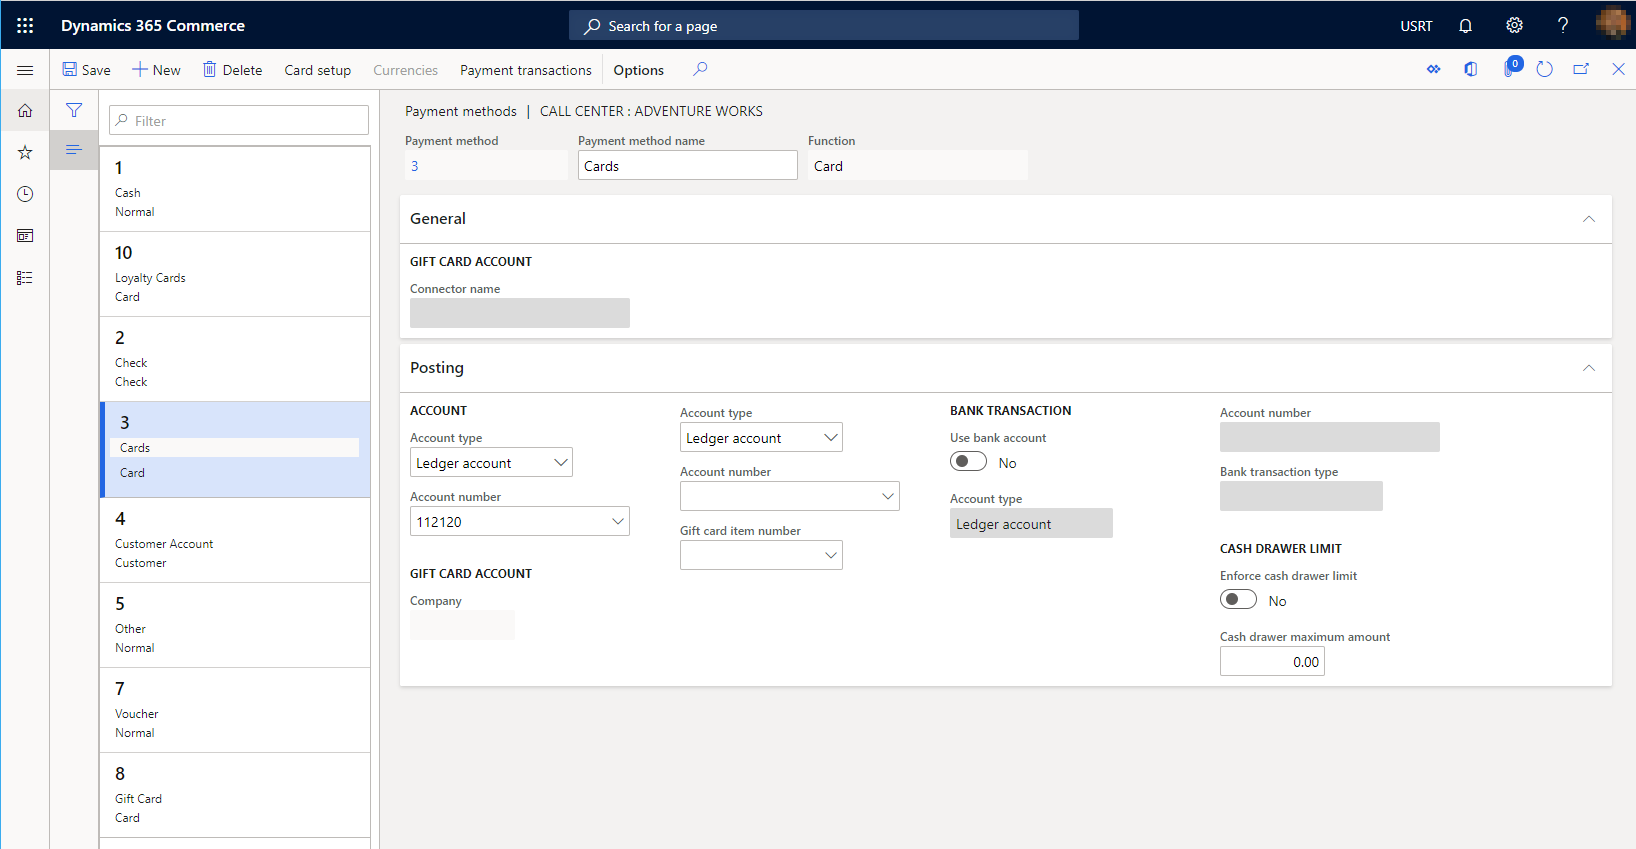 Dynamics 365 Commerce
Search for a page
USRT
?
Save
New
Delete
Card setup
Currencies
Payment transactions
Options
0
Filter
1
Cash
Normal
10
Loyalty Cards
Card
2
Check
Check
3
Cards
Card
4
Customer Account
Customer
5
Other
Normal
7
Voucher
Normal
8
Gift Card
Card
Payment methods | CALL CENTER : ADVENTURE WORKS
Payment method
3
Payment method name
Cards
Function
Card
General
GIFT CARD ACCOUNT
Connector name
Posting
ACCOUNT
Account type
Ledger account
Account number
112120
GIFT CARD ACCOUNT
Company
Account type
Ledger account
Account number
Gift card item number
BANK TRANSACTION
Use bank account
No
Account type
Ledger account
Account number
Bank transaction type
CASH DRAWER LIMIT
Enforce cash drawer limit
No
Cash drawer maximum amount
0.00